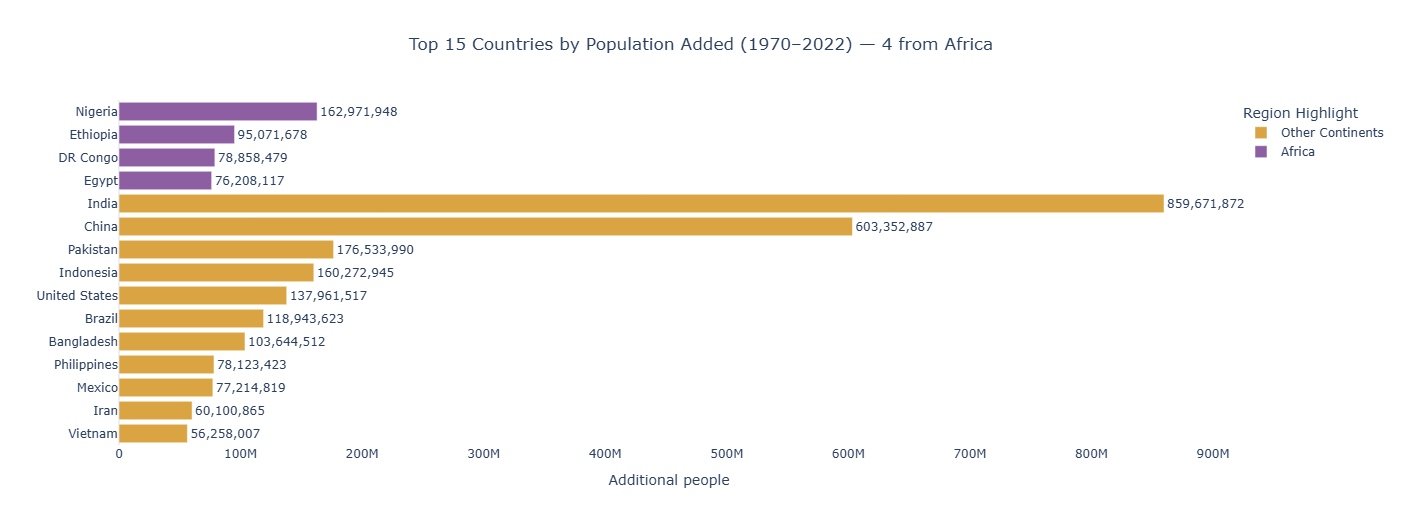 Top 15 Countries by Population Added (1970–2022) — 4 from Africa
Region Highlight
Other Continents
Africa
Nigeria 162,971,948
Ethiopia 95,071,678
DR Congo 78,858,479
Egypt 76,208,117
India 859,671,872
China 603,352,887
Pakistan 176,533,990
Indonesia 160,272,945
United States 137,961,517
Brazil 118,943,623
Bangladesh 103,644,512
Philippines 78,123,423
Mexico 77,214,819
Iran 60,100,865
Vietnam 56,258,007
0 100M 200M 300M 400M 500M 600M 700M 800M 900M
Additional people